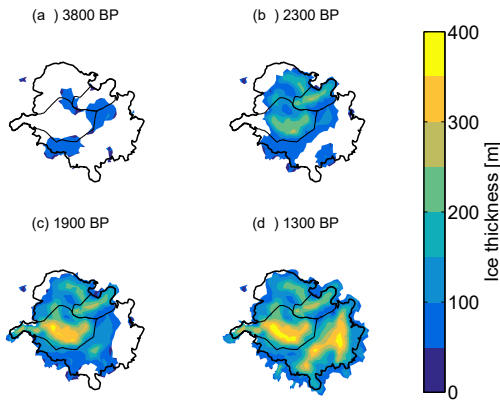 (a ) 3800 BP
(b ) 2300 BP
(c) 1900 BP
(d ) 1300 BP
400
300
200
100
0
Ice thickness [m]